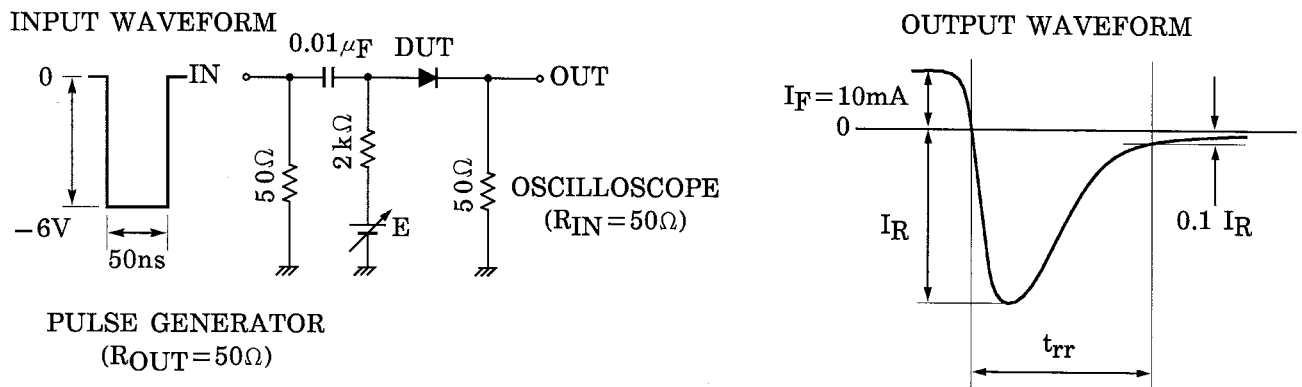 INPUT WAVEFORM
0
-6V
50ns
PULSE GENERATOR
(ROUT=50Ω)
IN
0.01μF
DUT
OUT
50Ω
2kΩ
E
50Ω
OSCILLOSCOPE
(RIN=50Ω)
OUTPUT WAVEFORM
IF=10mA
0
IR
0.1 IR
trr